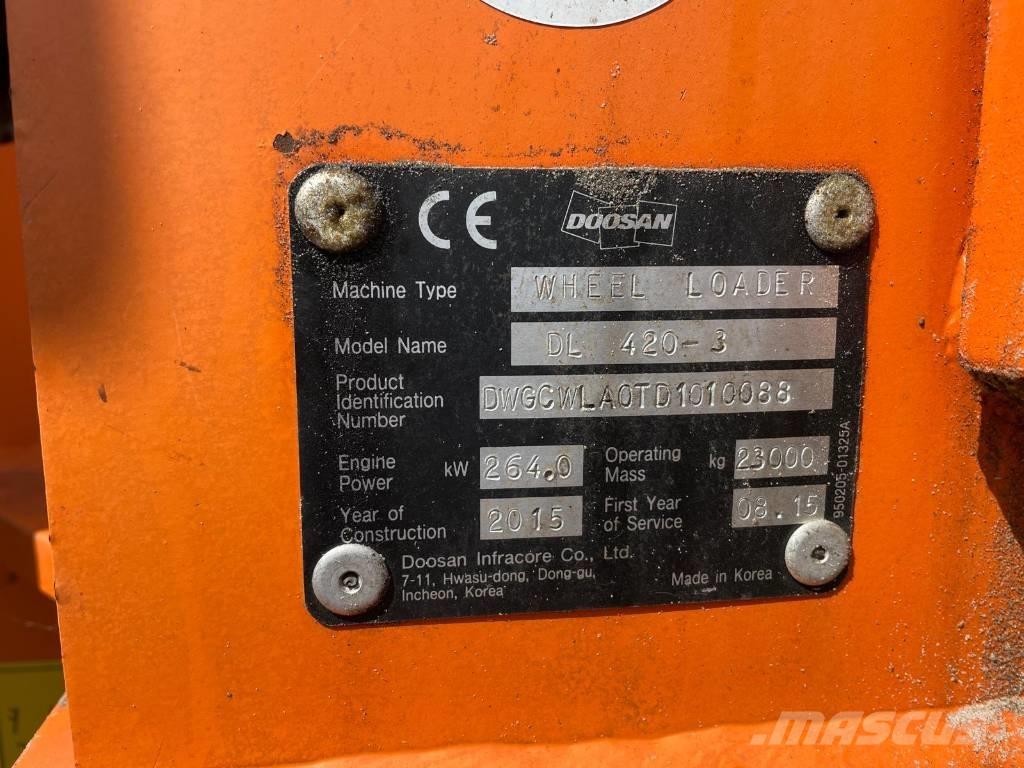 CE DOOSAN
Machine Type WHEEL LOADER
Model Name DL 420-3
Product
Identification
Number DWGCWLA0TD1010088
Engine
Power kW 264.0 Operating
Mass kg 23000
Year of
Construction 2015 First Year
of Service 08.15
Doosan Infracore Co., Ltd.
7-11, Hwasu-dong, Dong-gu,
Incheon, Korea
Made in Korea
950205-01325A
MASCUS